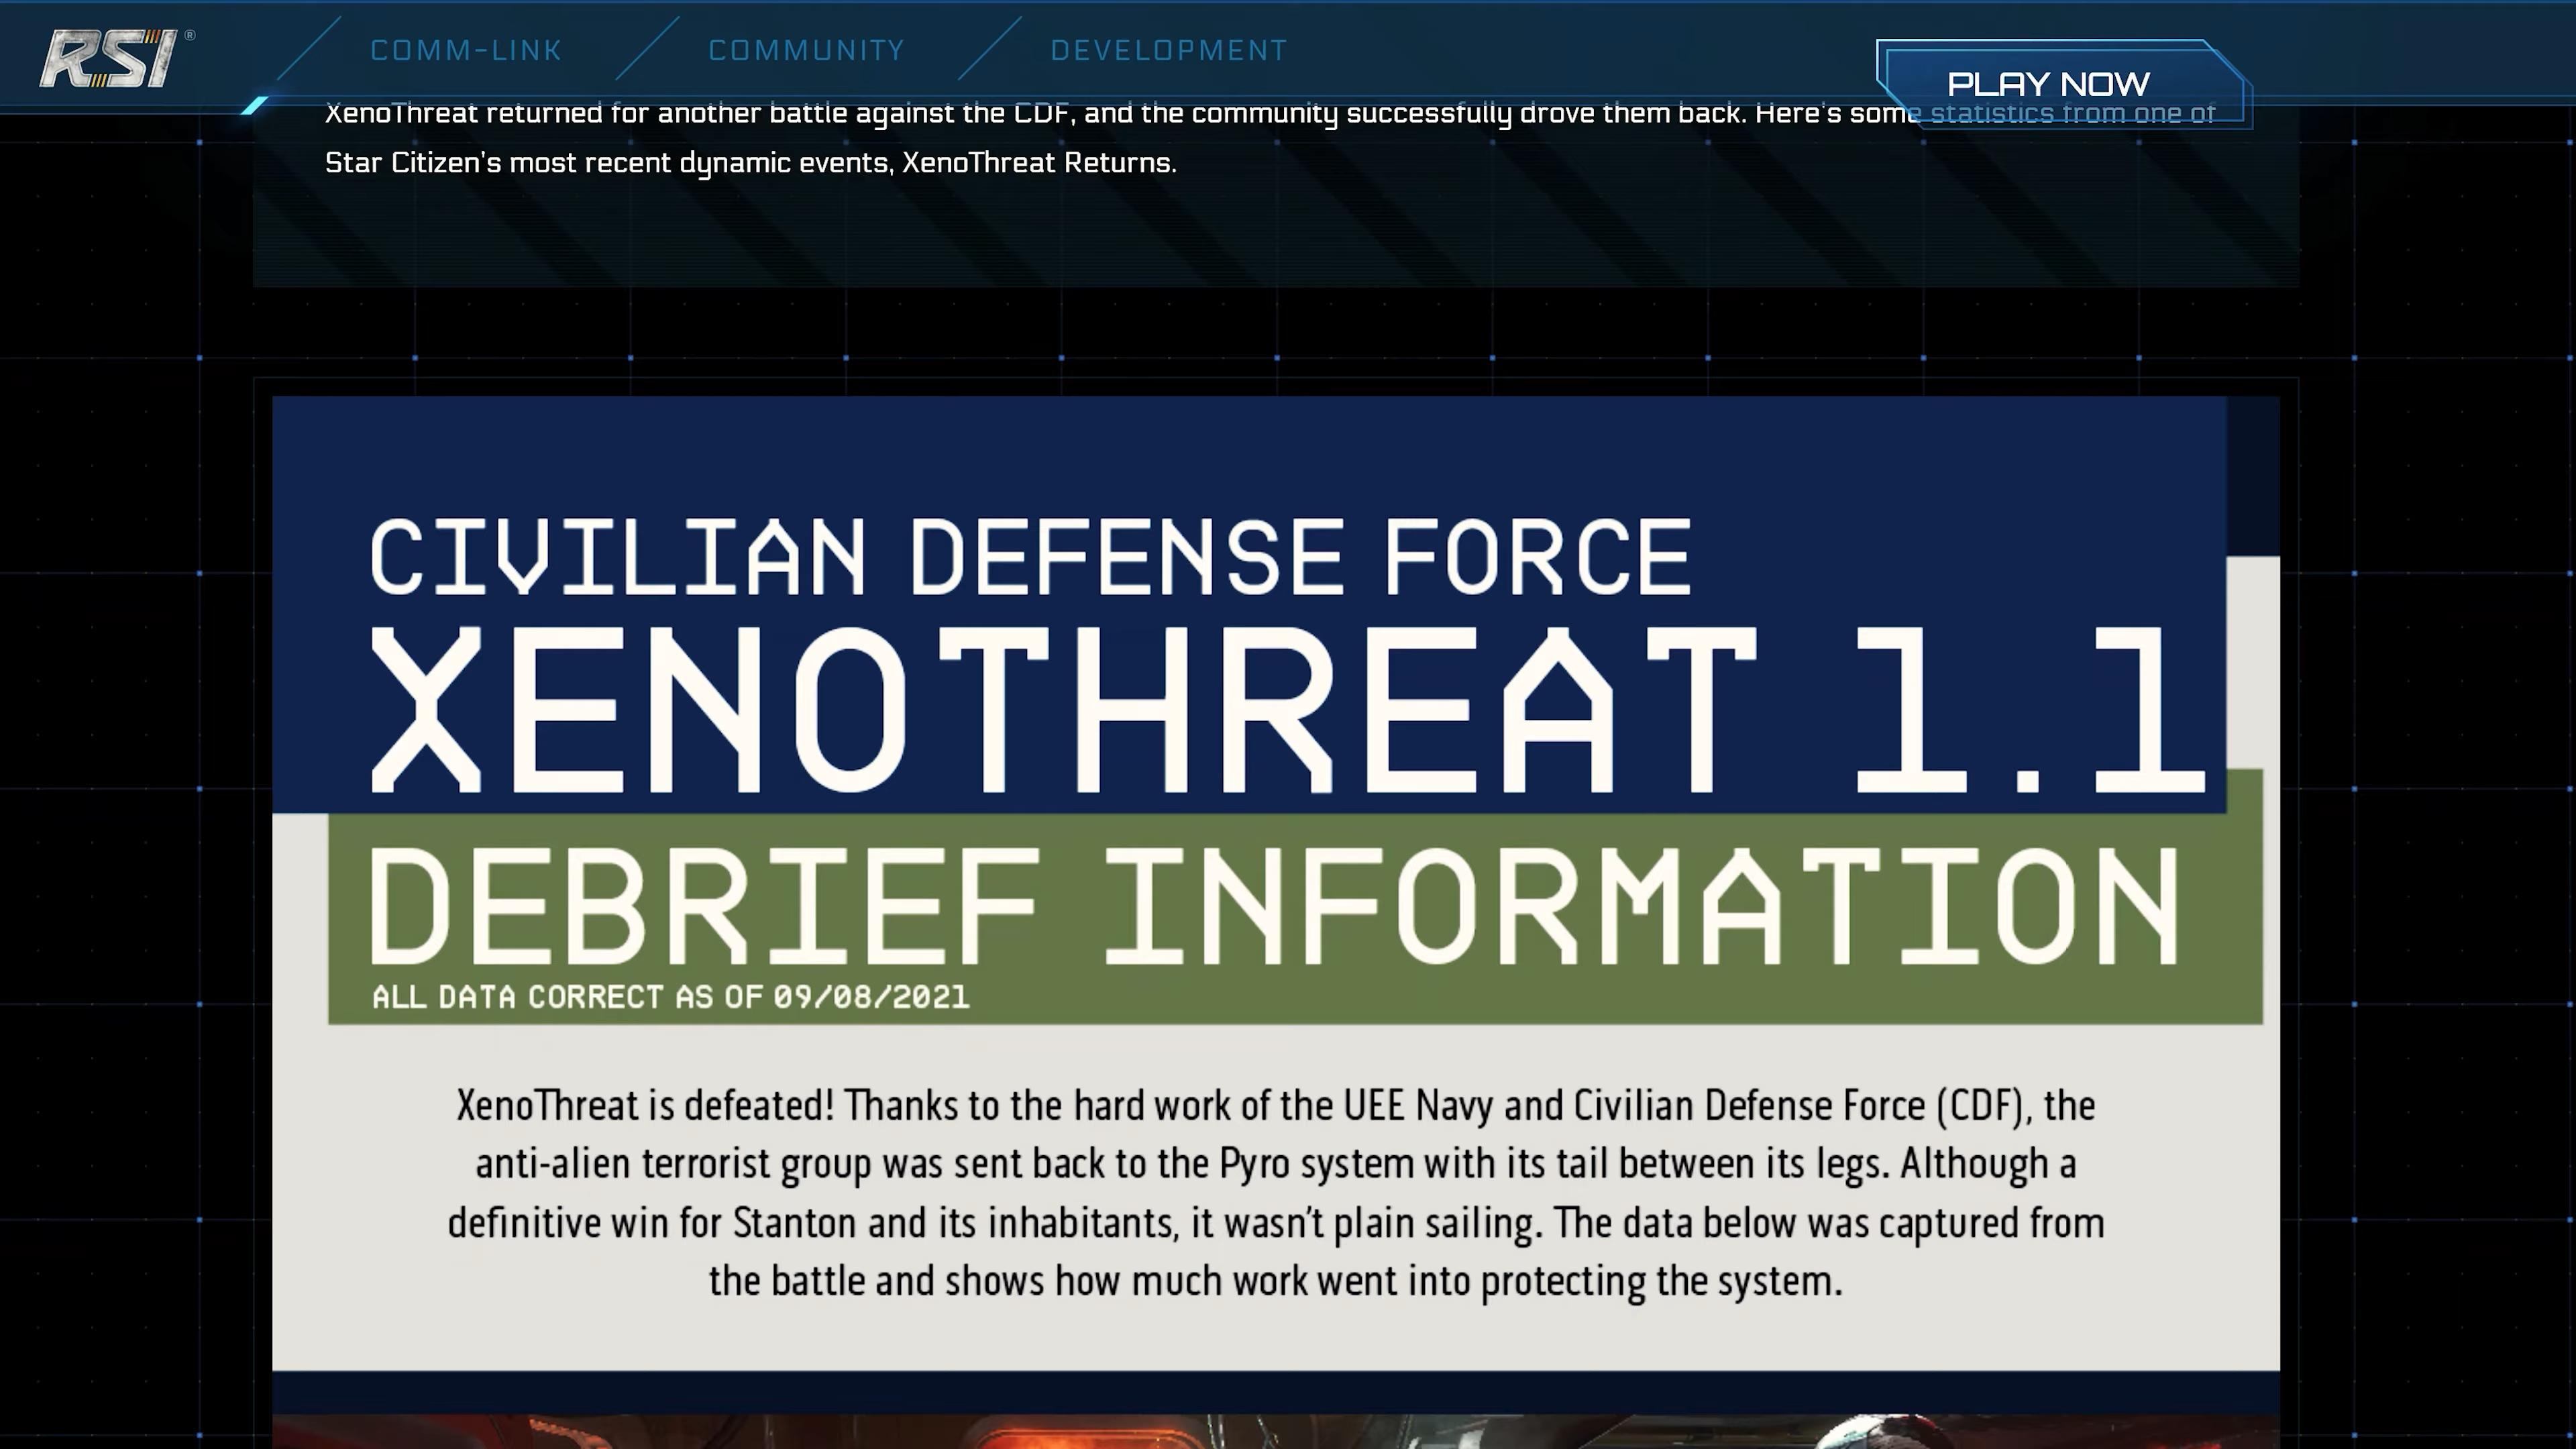 RSI ®
COMM-LINK
COMMUNITY
DEVELOPMENT
PLAY NOW
XenoThreat returned for another battle against the CDF, and the community successfully drove them back. Here's some statistics from one of
Star Citizen's most recent dynamic events, XenoThreat Returns.
CIVILIAN DEFENSE FORCE
XENOTHREAT 1.1
DEBRIEF INFORMATION
ALL DATA CORRECT AS OF 09/08/2021
XenoThreat is defeated! Thanks to the hard work of the UEE Navy and Civilian Defense Force (CDF), the
anti-alien terrorist group was sent back to the Pyro system with its tail between its legs. Although a
definitive win for Stanton and its inhabitants, it wasn't plain sailing. The data below was captured from
the battle and shows how much work went into protecting the system.